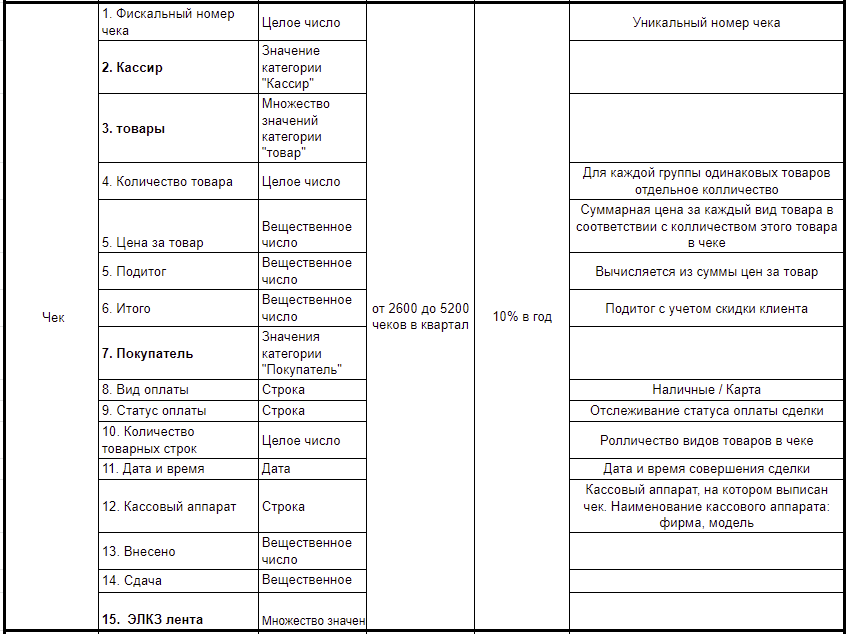 1. Фискальный номер
чека
Целое число
Уникальный номер чека
2. Кассир
Значение
категории
"Кассир"
3. товары
Множество
значений
категории
"товар"
4. Количество товара
Целое число
Для каждой группы одинаковых товаров
отдельное колличество
5. Цена за товар
Вещественное
число
Суммарная цена за каждый вид товара в
соответствии с колличеством этого товара
в чеке
5. Подитог
Вещественное
число
Вычисляется из суммы цен за товар
Чек
6. Итого
Вещественное
число
от 2600 до 5200
чеков в квартал
10% в год
Подитог с учетом скидки клиента
7. Покупатель
Значения
категории
"Покупатель"
8. Вид оплаты
Строка
Наличные / Карта
9. Статус оплаты
Строка
Отслеживание статуса оплаты сделки
10. Количество
товарных строк
Целое число
Ролличество видов товаров в чеке
11. Дата и время
Дата
Дата и время совершения сделки
12. Кассовый аппарат
Строка
Кассовый аппарат, на котором выписан
чек. Наименование кассового аппарата:
фирма, модель
13. Внесено
Вещественное
число
14. Сдача
Вещественное
15. ЭЛКЗ лента
Множество значен